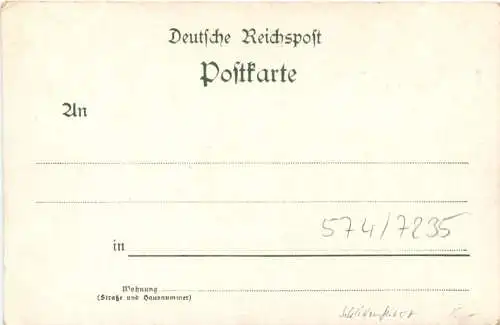 Deutsche Reichspost
Postkarte
An
574/7235
in
Wohnung
(Straße und Hausnummer)